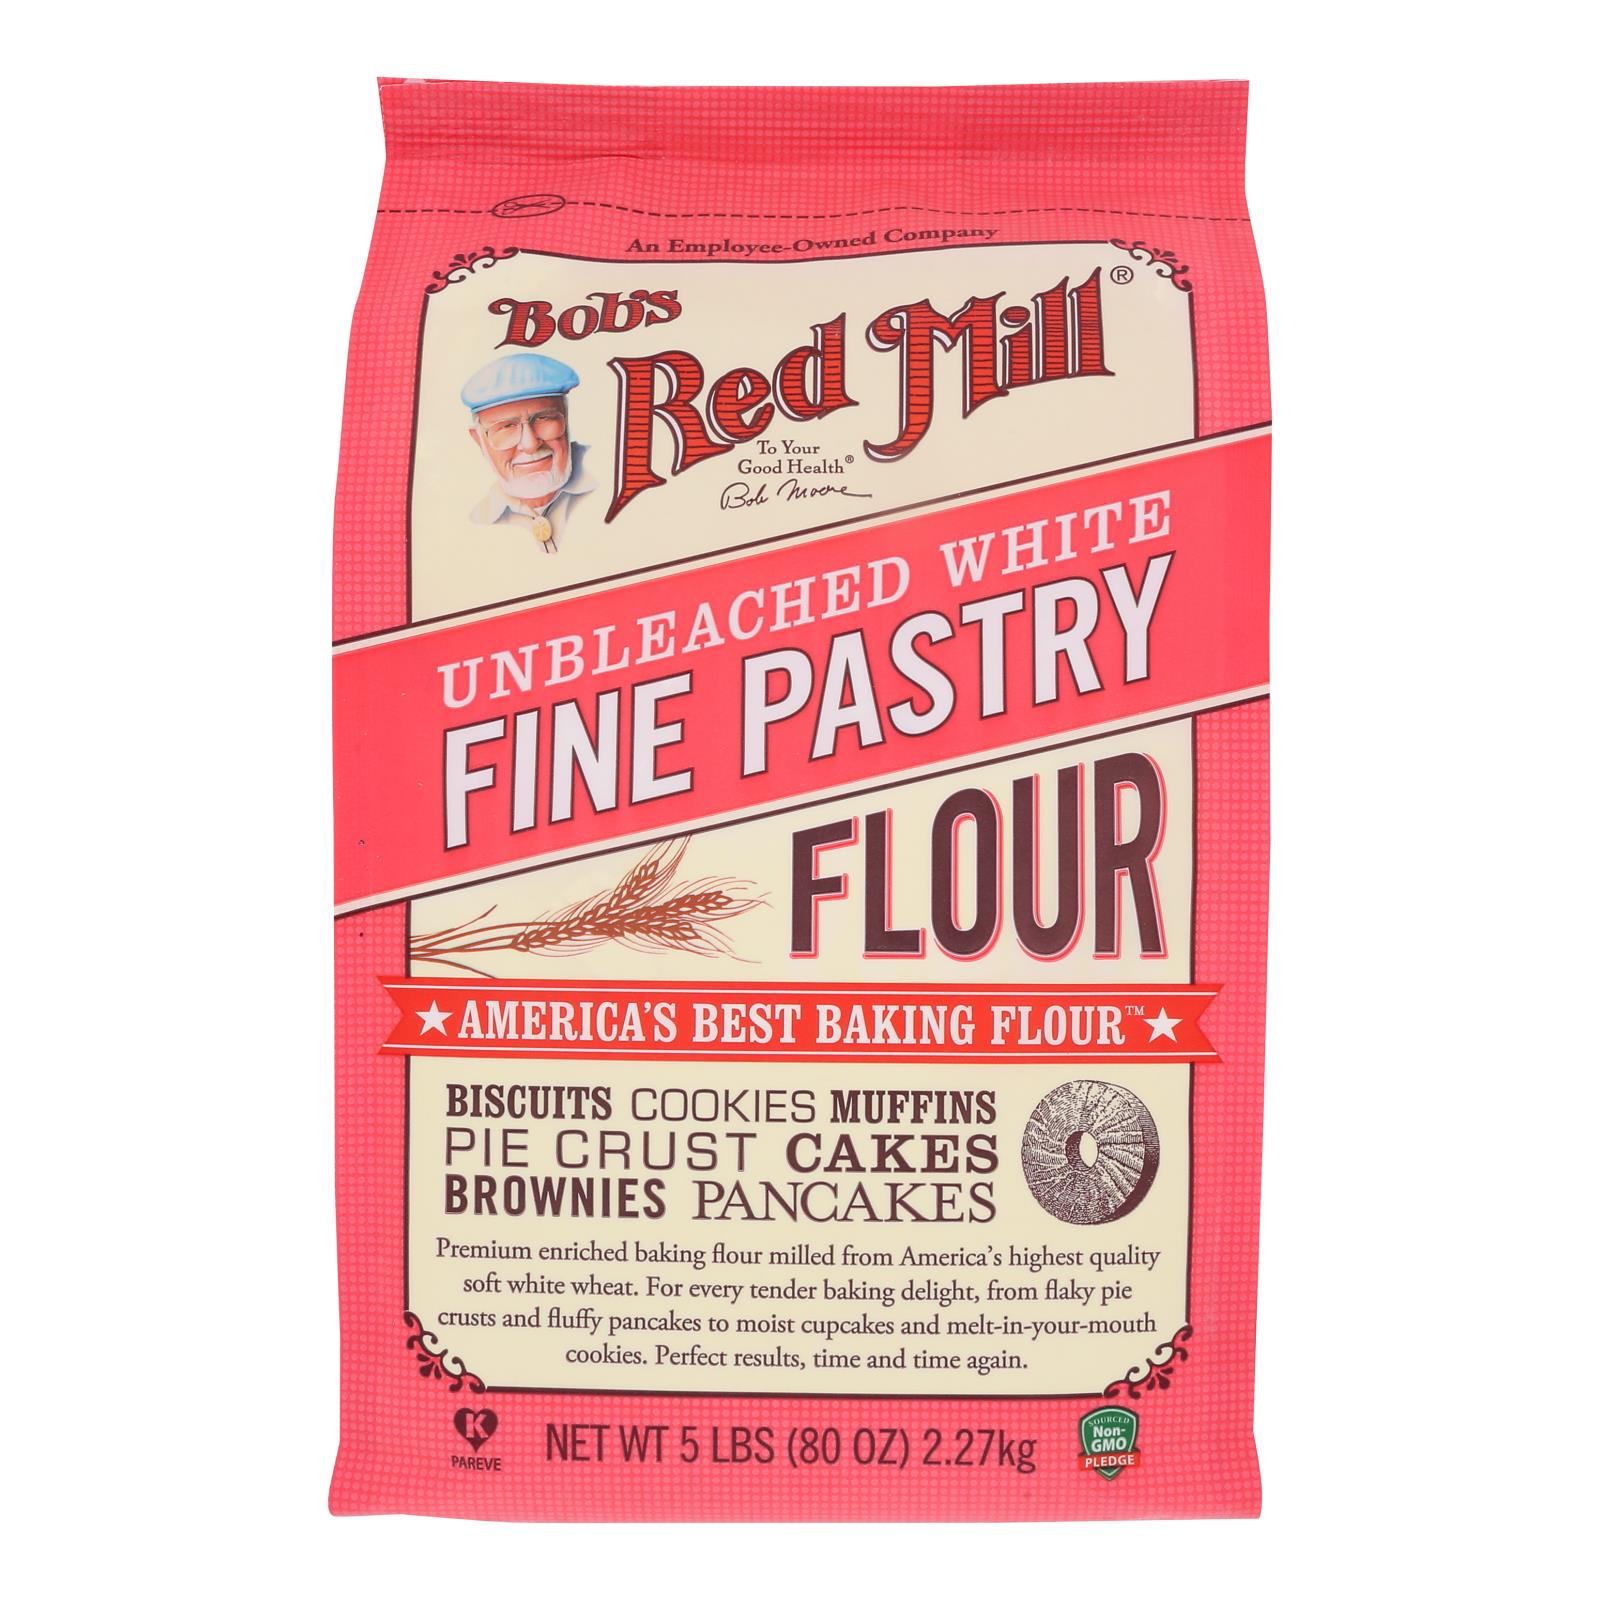 An Employee-Owned Company
Bob's
Red Mill®
To Your
Good Health®
Bob Moore
UNBLEACHED WHITE
FINE PASTRY
FLOUR
★ AMERICA'S BEST BAKING FLOUR™ ★
BISCUITS COOKIES MUFFINS
PIE CRUST CAKES
BROWNIES PANCAKES
Premium enriched baking flour milled from America's highest quality
soft white wheat. For every tender baking delight, from flaky pie
crusts and fluffy pancakes to moist cupcakes and melt-in-your-mouth
cookies. Perfect results, time and time again.
K
PAREVE
NET WT 5 LBS (80 OZ) 2.27kg
SOURCED
Non-
GMO
PLEDGE